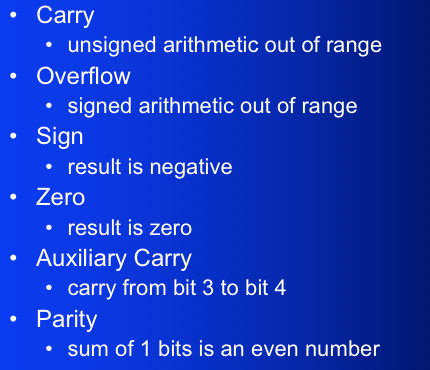 • Carry
• unsigned arithmetic out of range
• Overflow
• signed arithmetic out of range
• Sign
• result is negative
• Zero
• result is zero
• Auxiliary Carry
• carry from bit 3 to bit 4
• Parity
• sum of 1 bits is an even number